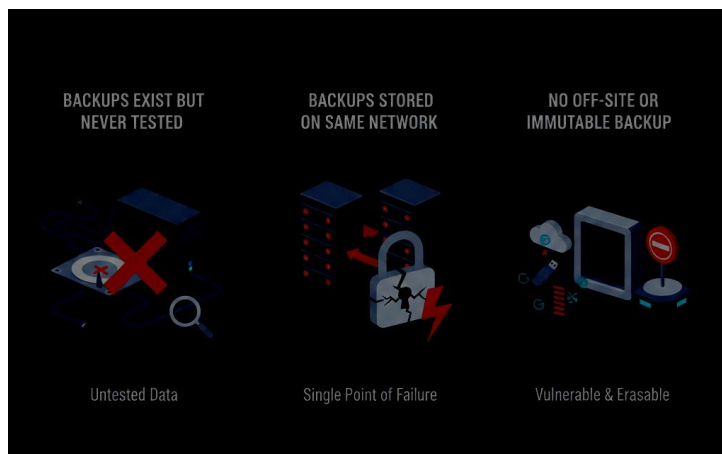 BACKUPS EXIST BUT
NEVER TESTED
BACKUPS STORED
ON SAME NETWORK
NO OFF-SITE OR
IMMUTABLE BACKUP
Untested Data
Single Point of Failure
Vulnerable & Erasable